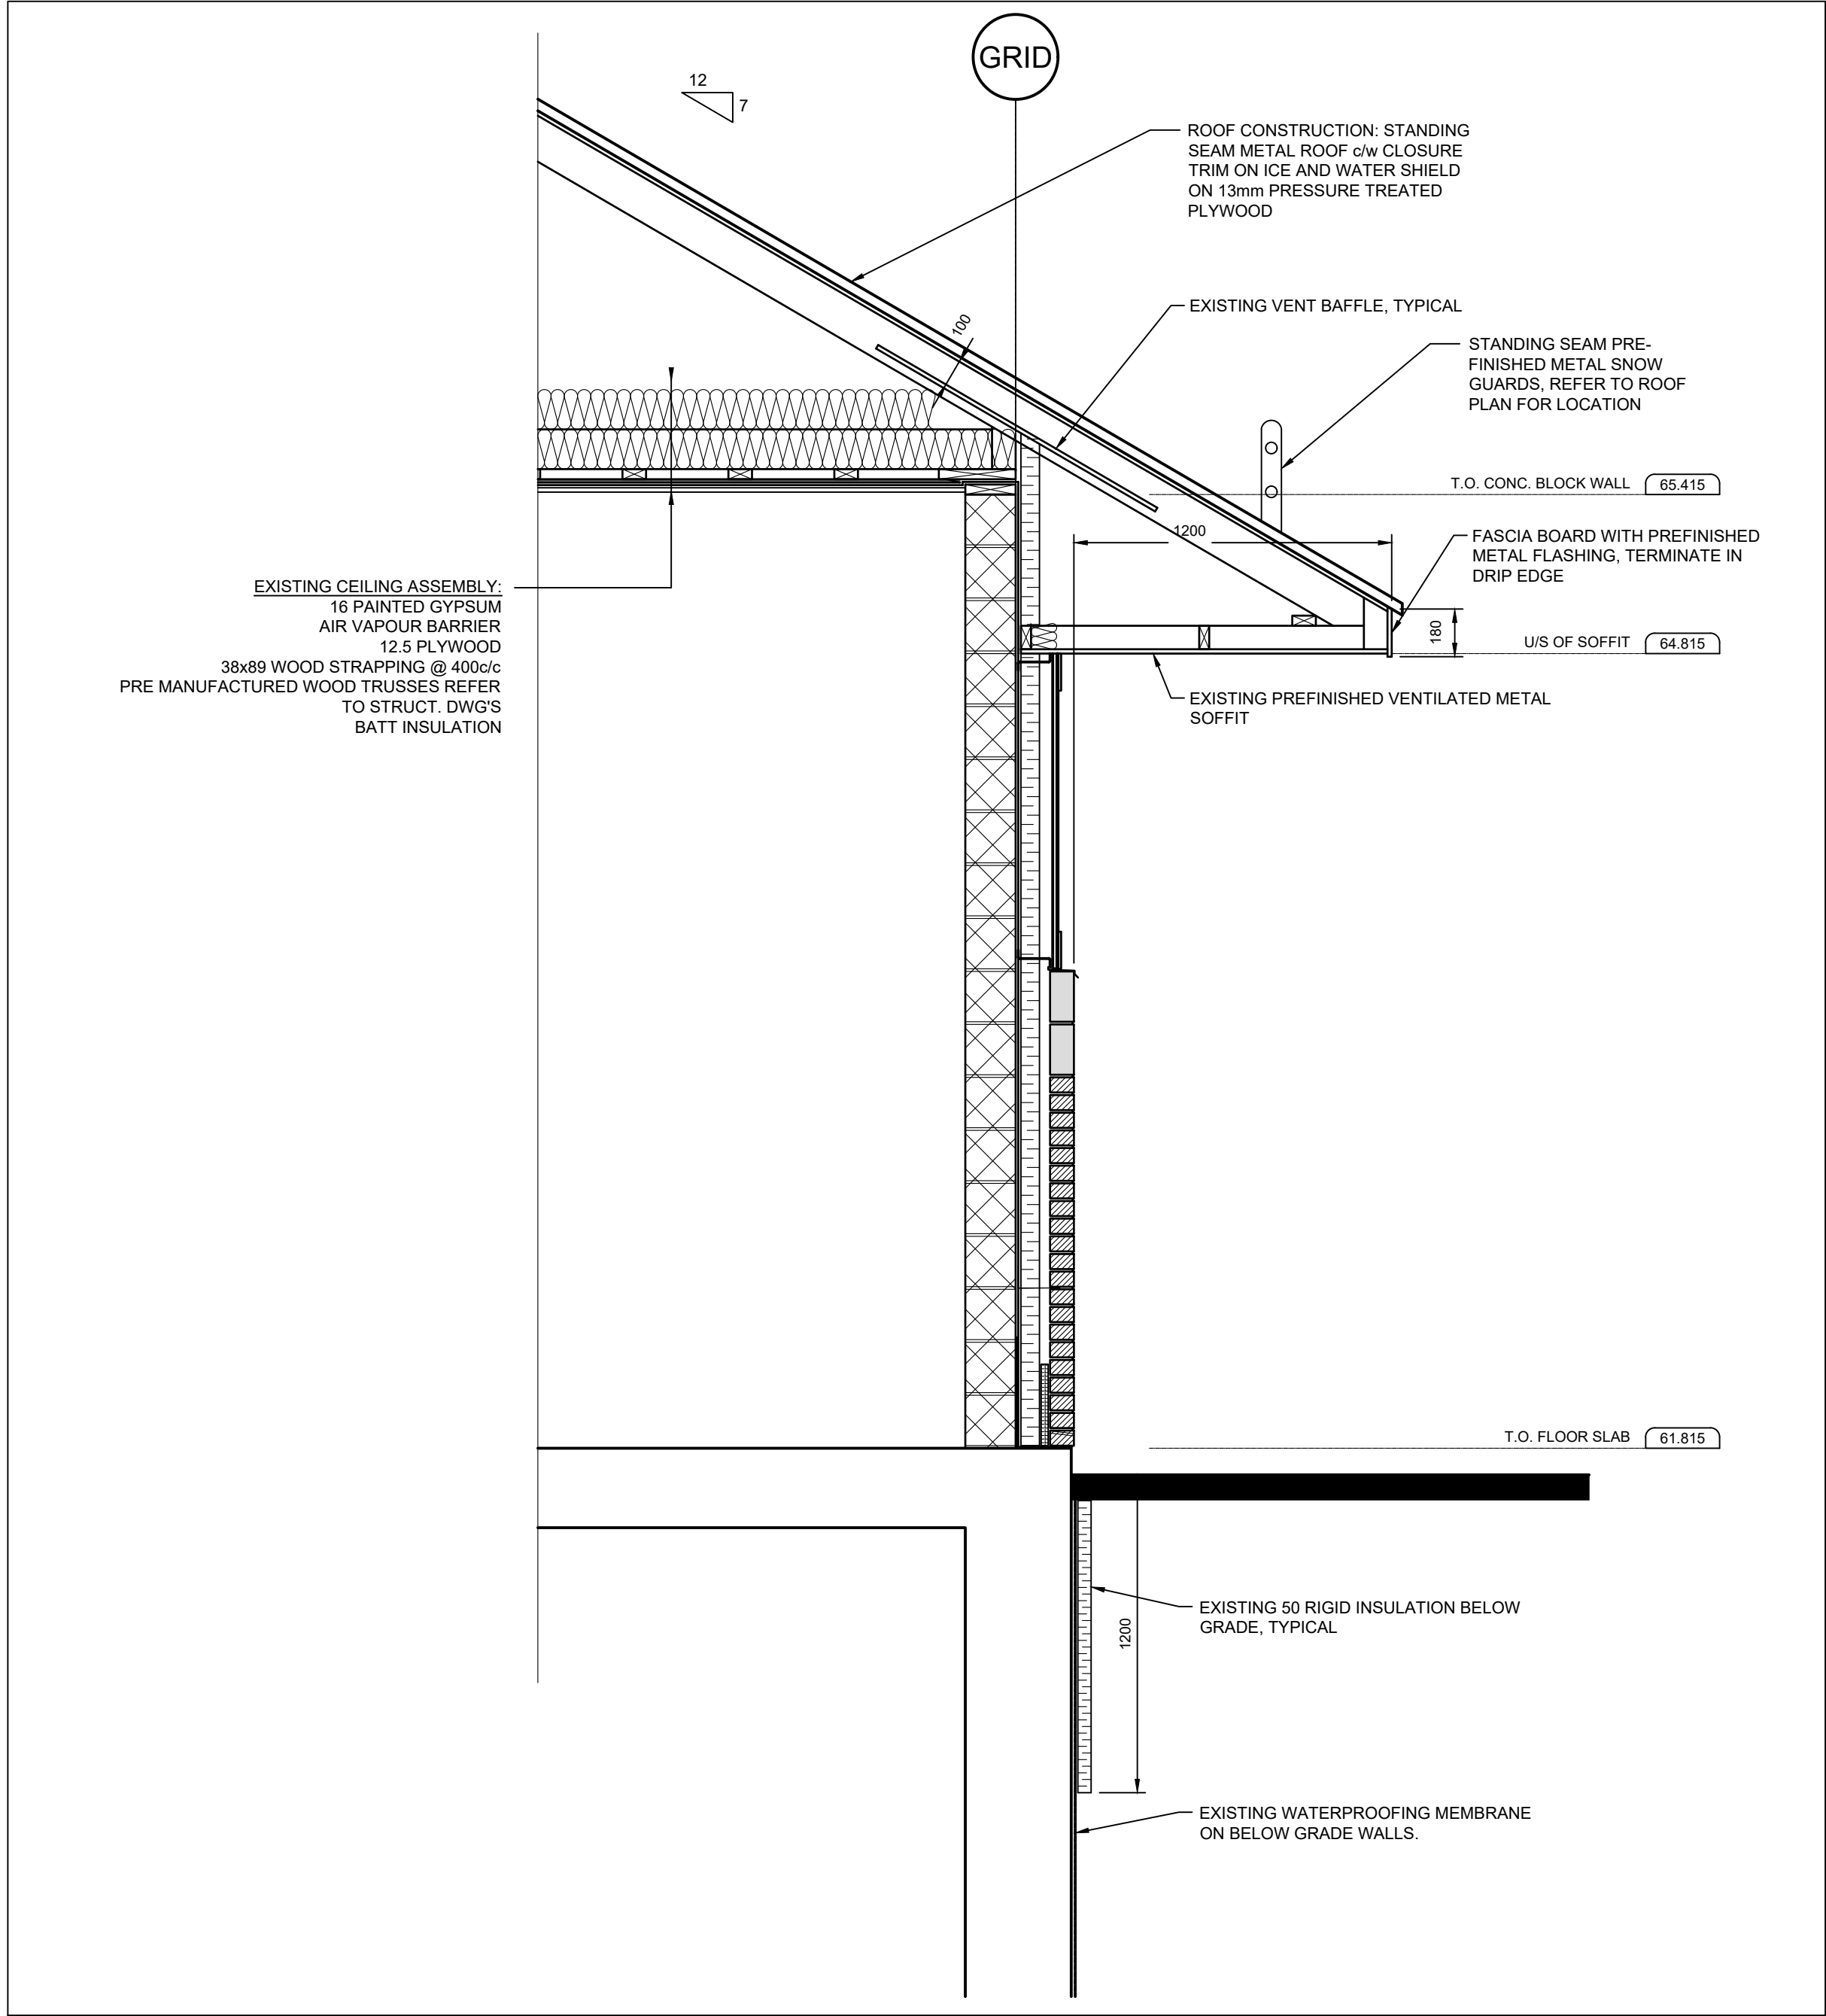 GRID
12
7
ROOF CONSTRUCTION: STANDING
SEAM METAL ROOF c/w CLOSURE
TRIM ON ICE AND WATER SHIELD
ON 13mm PRESSURE TREATED
PLYWOOD
EXISTING VENT BAFFLE, TYPICAL
100
STANDING SEAM PRE-
FINISHED METAL SNOW
GUARDS, REFER TO ROOF
PLAN FOR LOCATION
T.O. CONC. BLOCK WALL 65.415
1200
FASCIA BOARD WITH PREFINISHED
METAL FLASHING, TERMINATE IN
DRIP EDGE
180
U/S OF SOFFIT 64.815
EXISTING CEILING ASSEMBLY:
16 PAINTED GYPSUM
AIR VAPOUR BARRIER
12.5 PLYWOOD
38x89 WOOD STRAPPING @ 400c/c
PRE MANUFACTURED WOOD TRUSSES REFER
TO STRUCT. DWG'S
BATT INSULATION
EXISTING PREFINISHED VENTILATED METAL
SOFFIT
T.O. FLOOR SLAB 61.815
EXISTING 50 RIGID INSULATION BELOW
GRADE, TYPICAL
1200
EXISTING WATERPROOFING MEMBRANE
ON BELOW GRADE WALLS.